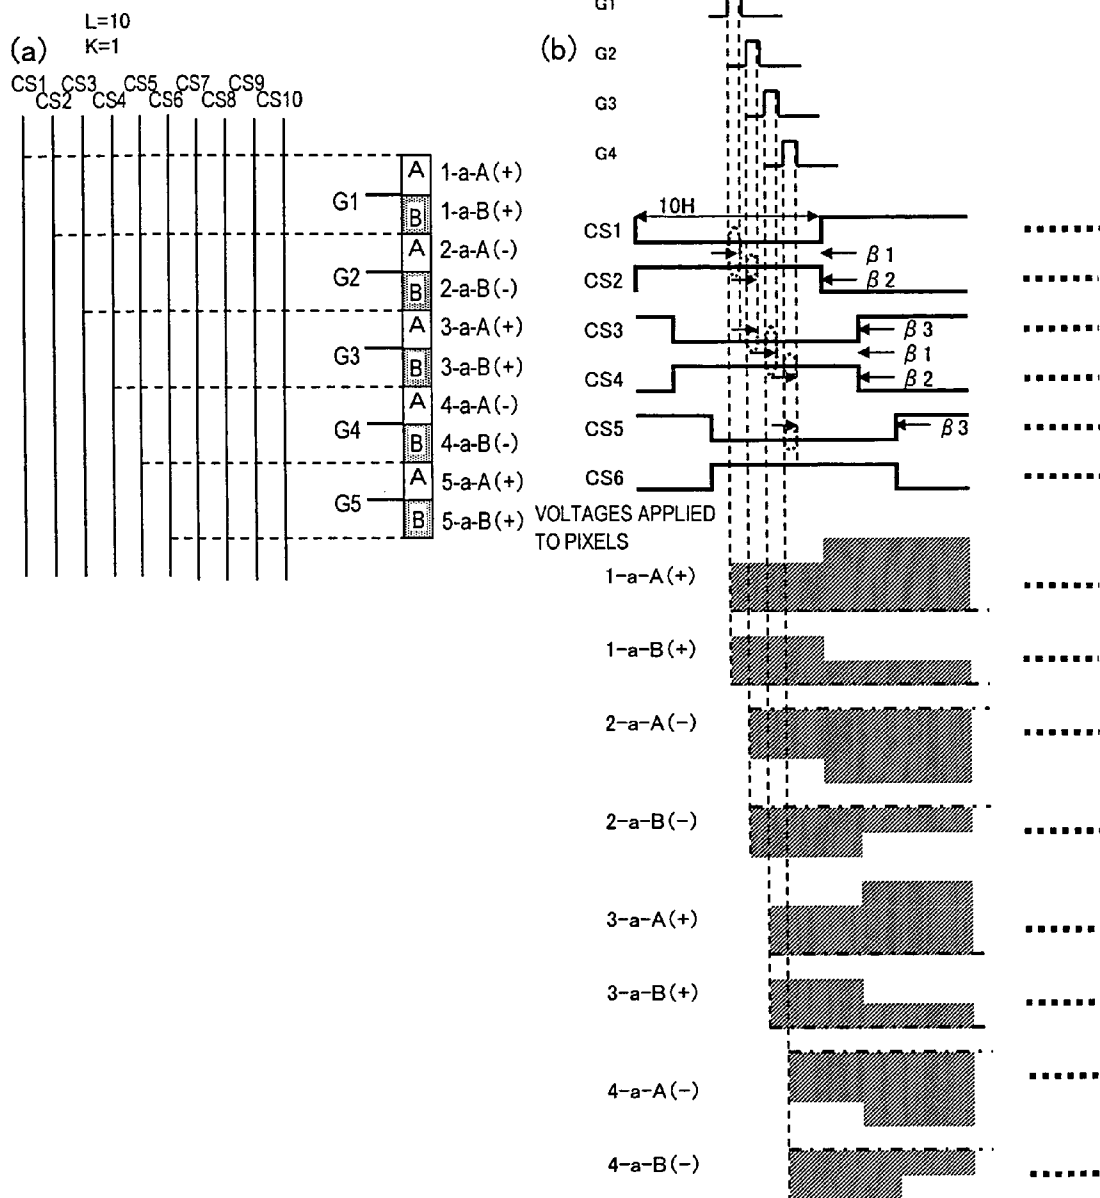 L=10
K=1
(a)
CS1 CS3 CS5 CS7 CS9
CS2 CS4 CS6 CS8 CS10
A 1-a-A(+)
G1
B 1-a-B(+)
A 2-a-A(-)
G2
B 2-a-B(-)
A 3-a-A(+)
G3
B 3-a-B(+)
A 4-a-A(-)
G4
B 4-a-B(-)
A 5-a-A(+)
G5
B 5-a-B(+)
(b)
G1
G2
G3
G4
10H
CS1
β1
CS2
β2
CS3
β3
β1
CS4
β2
CS5
β3
CS6
VOLTAGES APPLIED
TO PIXELS
1-a-A(+)
1-a-B(+)
2-a-A(-)
2-a-B(-)
3-a-A(+)
3-a-B(+)
4-a-A(-)
4-a-B(-)